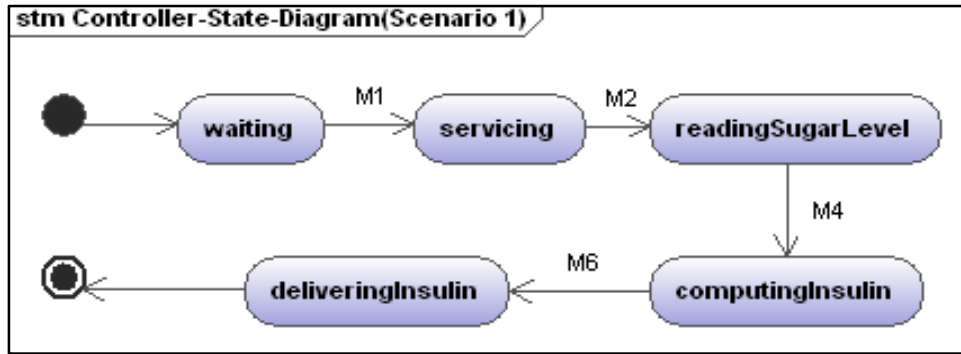 stm Controller-State-Diagram(Scenario 1)
M1
M2
waiting
servicing
readingSugarLevel
M4
M6
deliveringInsulin
computingInsulin